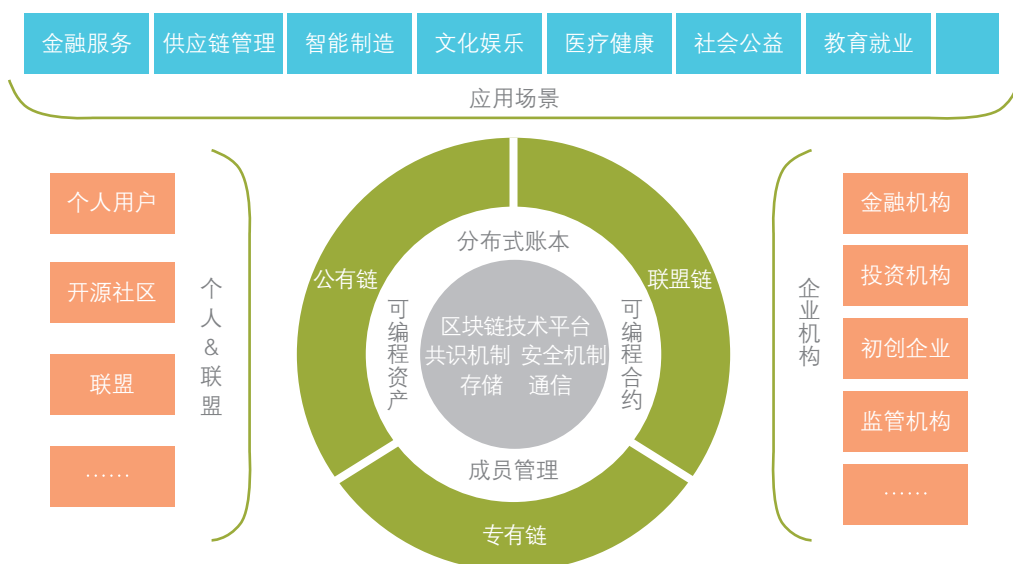 金融服务
供应链管理
智能制造
文化娱乐
医疗健康
社会公益
教育就业
应用场景
个人用户
开源社区
联盟
……
个人&联盟
公有链
联盟链
专有链
分布式账本
可编程资产
可编程合约
成员管理
区块链技术平台
共识机制 安全机制
存储 通信
企业机构
金融机构
投资机构
初创企业
监管机构
……